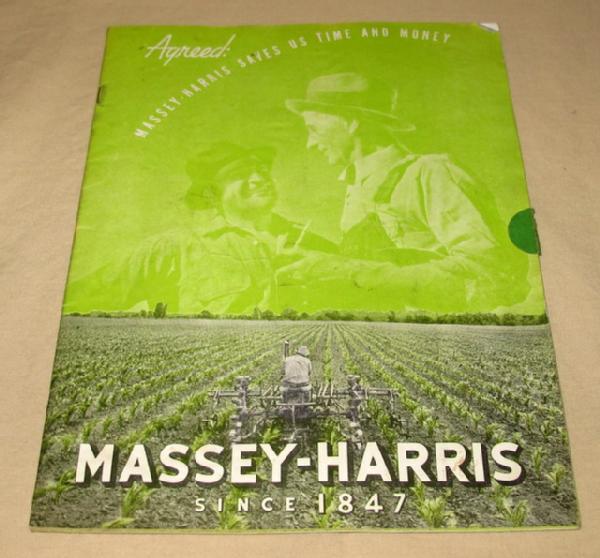 Agreed:
MASSEY-HARRIS SAVES US TIME AND MONEY
MASSEY-HARRIS
SINCE 1847